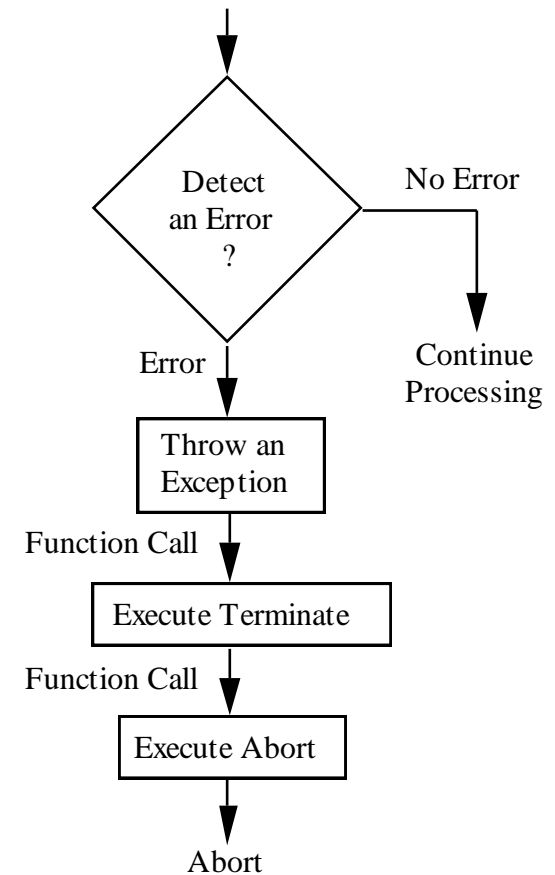 Detect
an Error
?
No Error
Continue
Processing
Error
Throw an
Exception
Function Call
Execute Terminate
Function Call
Execute Abort
Abort